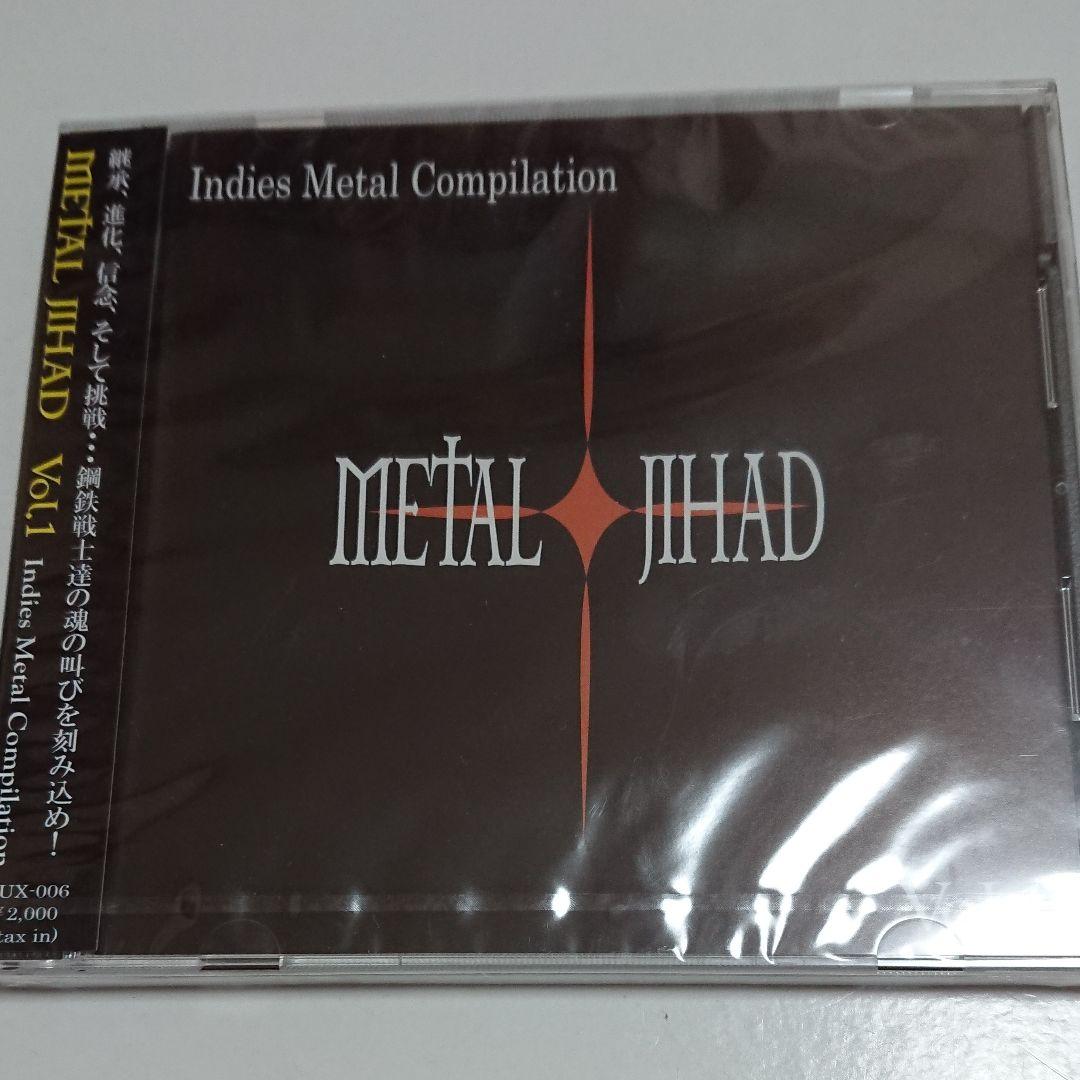 Indies Metal Compilation
METAL JIHAD
継承、進化、信念、そして挑戦…鋼鉄戦士達の魂の叫びを刻み込め！
METAL JIHAD Vol.1 Indies Metal Compilation
UX-006
¥2,000
tax in)